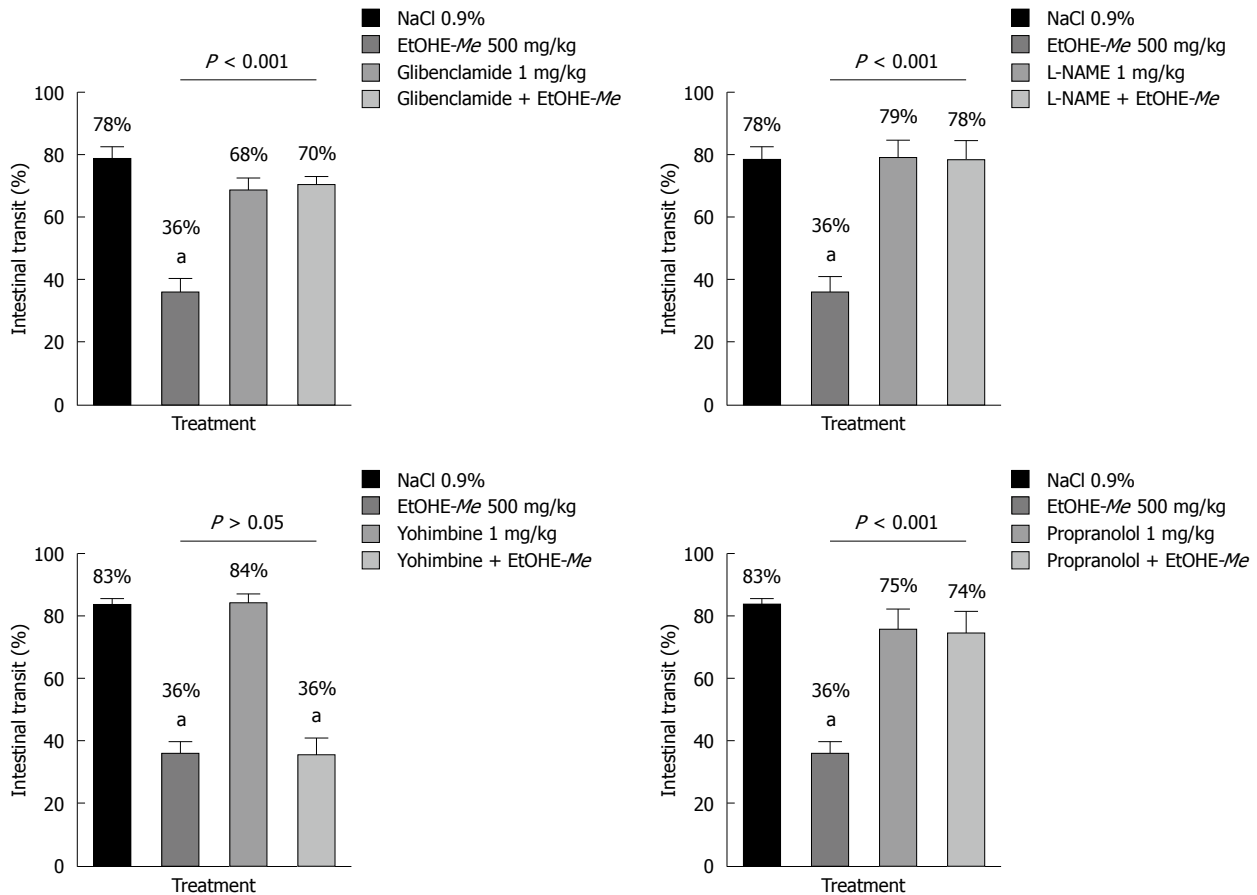 NaCl 0.9%
EtOHE-Me 500 mg/kg
Glibenclamide 1 mg/kg
Glibenclamide + EtOHE-Me
P < 0.001
100
80
60
40
20
0
Intestinal transit (%)
78%
36%
a
68%
70%
Treatment
NaCl 0.9%
EtOHE-Me 500 mg/kg
L-NAME 1 mg/kg
L-NAME + EtOHE-Me
P < 0.001
100
80
60
40
20
0
Intestinal transit (%)
78%
36%
a
79%
78%
Treatment
NaCl 0.9%
EtOHE-Me 500 mg/kg
Yohimbine 1 mg/kg
Yohimbine + EtOHE-Me
P > 0.05
100
80
60
40
20
0
Intestinal transit (%)
83%
36%
a
84%
36%
a
Treatment
NaCl 0.9%
EtOHE-Me 500 mg/kg
Propranolol 1 mg/kg
Propranolol + EtOHE-Me
P < 0.001
100
80
60
40
20
0
Intestinal transit (%)
83%
36%
a
75%
74%
Treatment